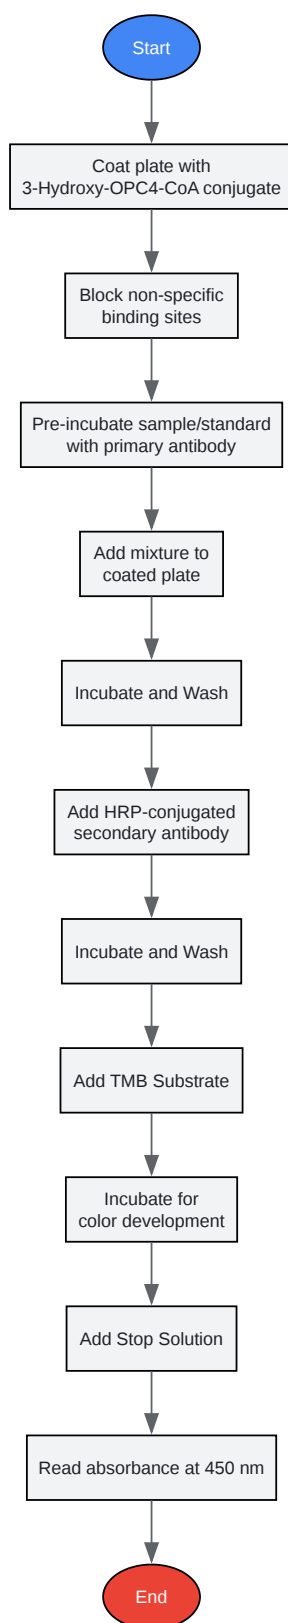 Start
Coat plate with
3-Hydroxy-OPC4-CoA conjugate
Block non-specific
binding sites
Pre-incubate sample/standard
with primary antibody
Add mixture to
coated plate
Incubate and Wash
Add HRP-conjugated
secondary antibody
Incubate and Wash
Add TMB Substrate
Incubate for
color development
Add Stop Solution
Read absorbance at 450 nm
End